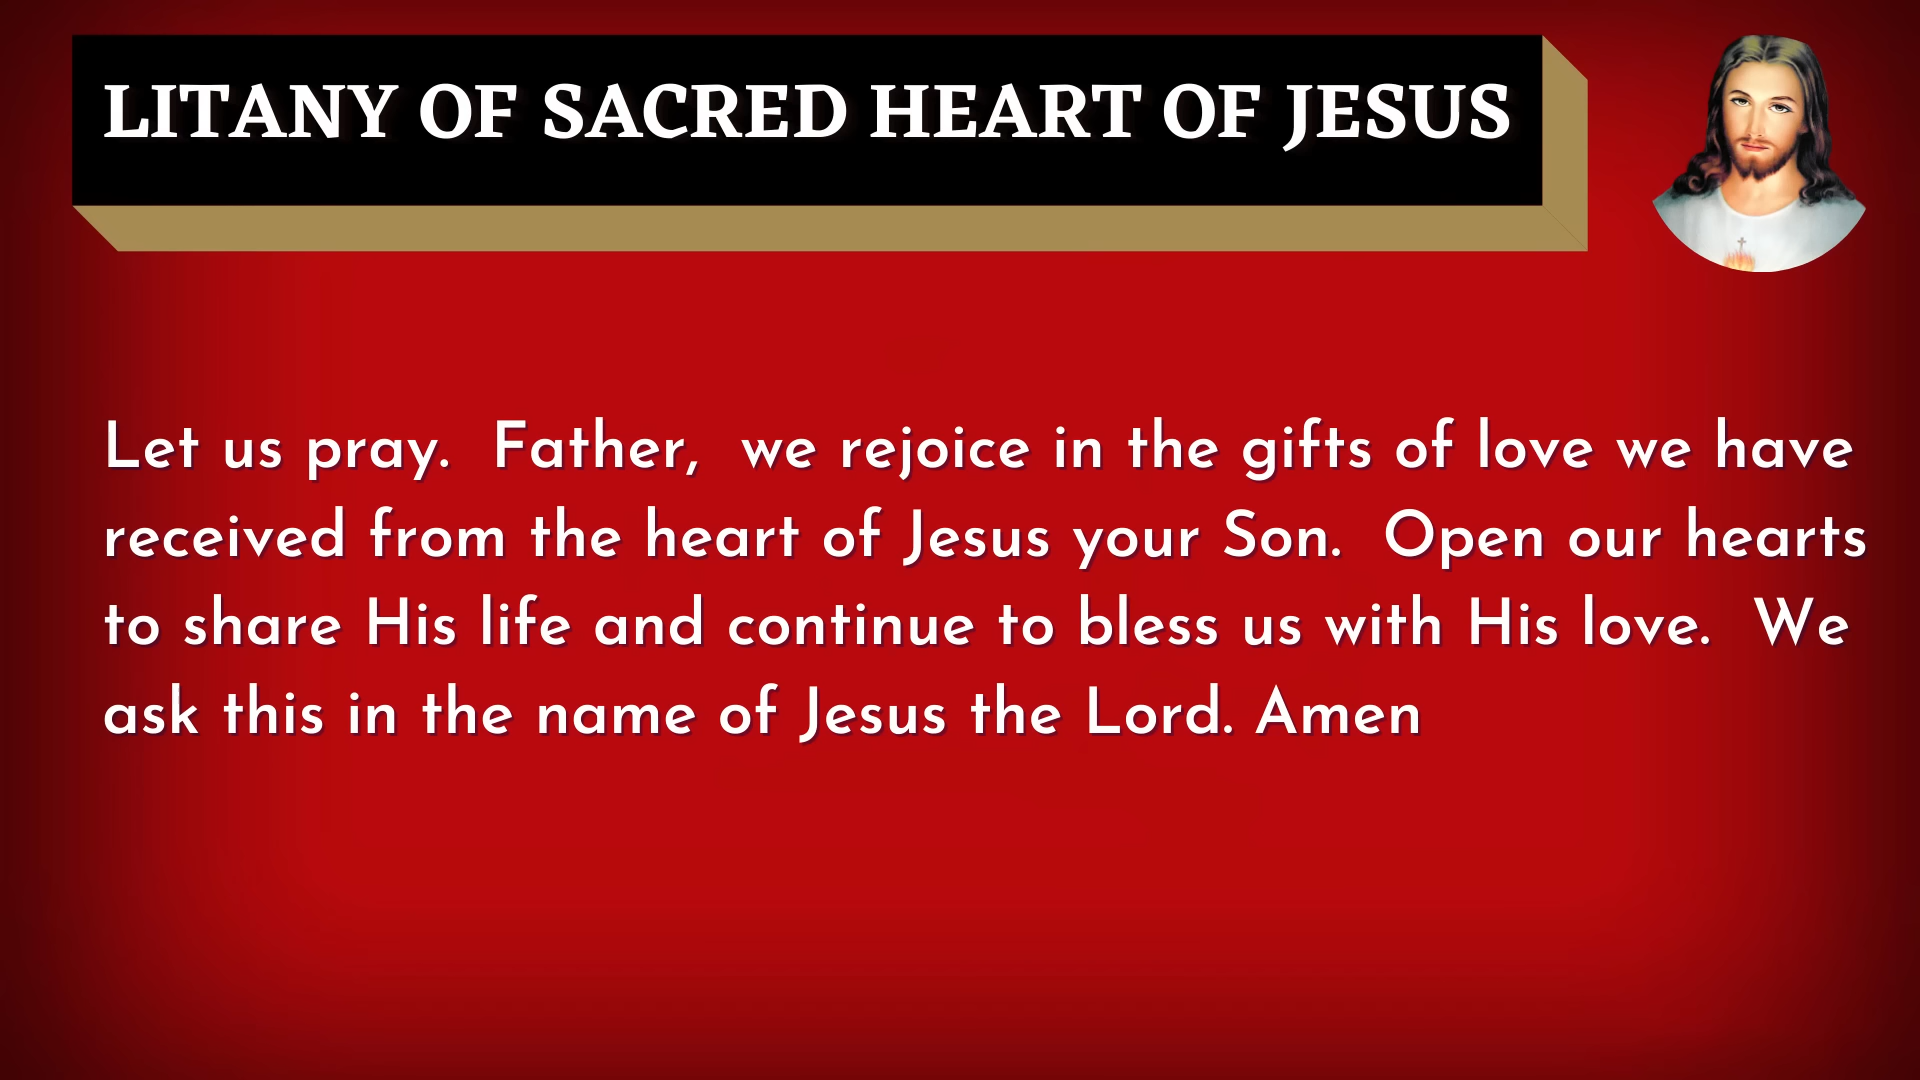 LITANY OF SACRED HEART OF JESUS
Let us pray.  Father,  we rejoice in the gifts of love we have
received from the heart of Jesus your Son.  Open our hearts
to share His life and continue to bless us with His love.  We
ask this in the name of Jesus the Lord. Amen